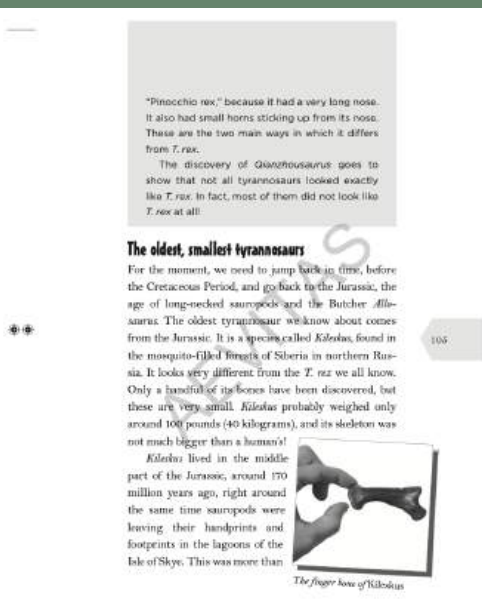 "Pinocchio rex," because it had a very long nose.
It also had small horns sticking up from its nose.
These are the two main ways in which it differs
from T. rex.
The discovery of Qianzhousaurus goes to
show that not all tyrannosaurs looked exactly
like T. rex. In fact, most of them did not look like
T. rex at all!
The oldest, smallest tyrannosaurs
For the moment, we need to jump back in time, before
the Cretaceous Period, and go back to the Jurassic, the
age of long-necked sauropods and the Butcher Allo-
saurus. The oldest tyrannosaur we know about comes
from the Jurassic. It is a species called Kileskus, found in
the mosquito-filled forests of Siberia in northern Rus-
sia. It looks very different from the T. rex we all know.
Only a handful of its bones have been discovered, but
these are very small. Kileskus probably weighed only
around 100 pounds (40 kilograms), and its skeleton was
not much bigger than a human's!
Kileskus lived in the middle
part of the Jurassic, around 170
million years ago, right around
the same time sauropods were
leaving their handprints and
footprints in the lagoons of the
Isle of Skye. This was more than
The finger bone of Kileskus
105
AEVITAS